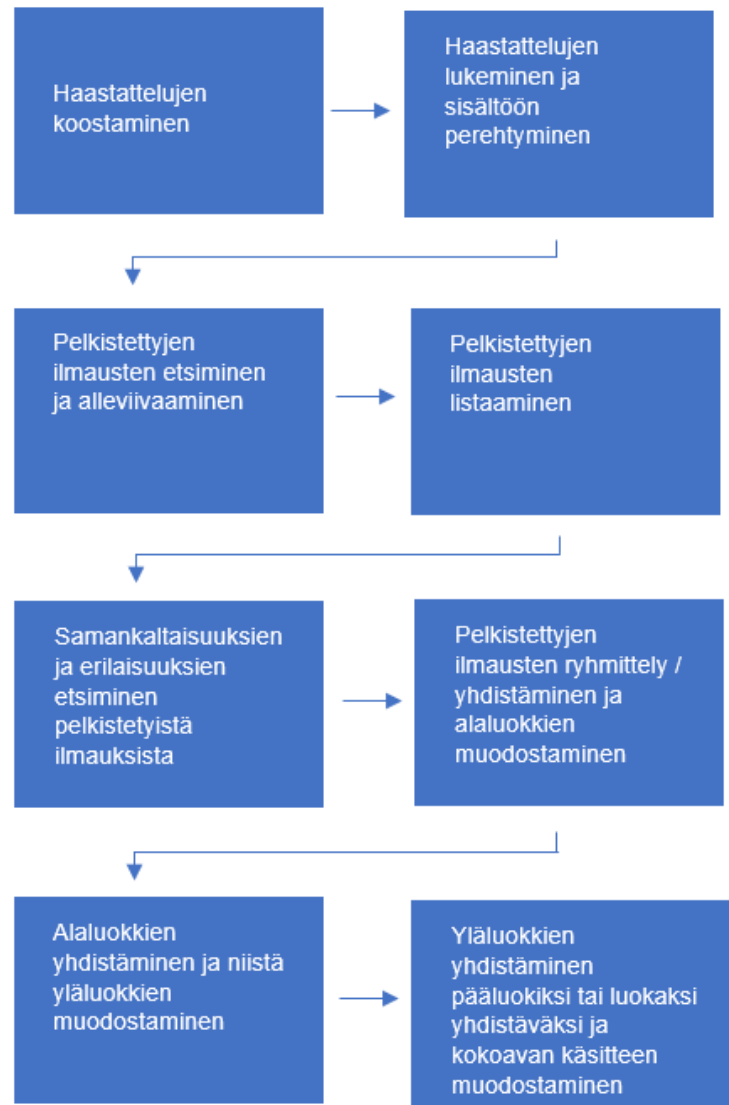 Haastattelujen
koostaminen
Haastattelujen
lukeminen ja
sisältöön
perehtyminen
Pelkistettyjen
ilmausten etsiminen
ja alleviivaaminen
Pelkistettyjen
ilmausten
listaaminen
Samankaltaisuuksien
ja erilaisuuksien
etsiminen
pelkistetyistä
ilmauksista
Pelkistettyjen
ilmausten ryhmittely /
yhdistäminen ja
alaluokkien
muodostaminen
Alaluokkien
yhdistäminen ja niistä
yläluokkien
muodostaminen
Yläluokkien
yhdistäminen
pääluokiksi tai luokaksi
yhdistäväksi ja
kokoavan käsitteen
muodostaminen